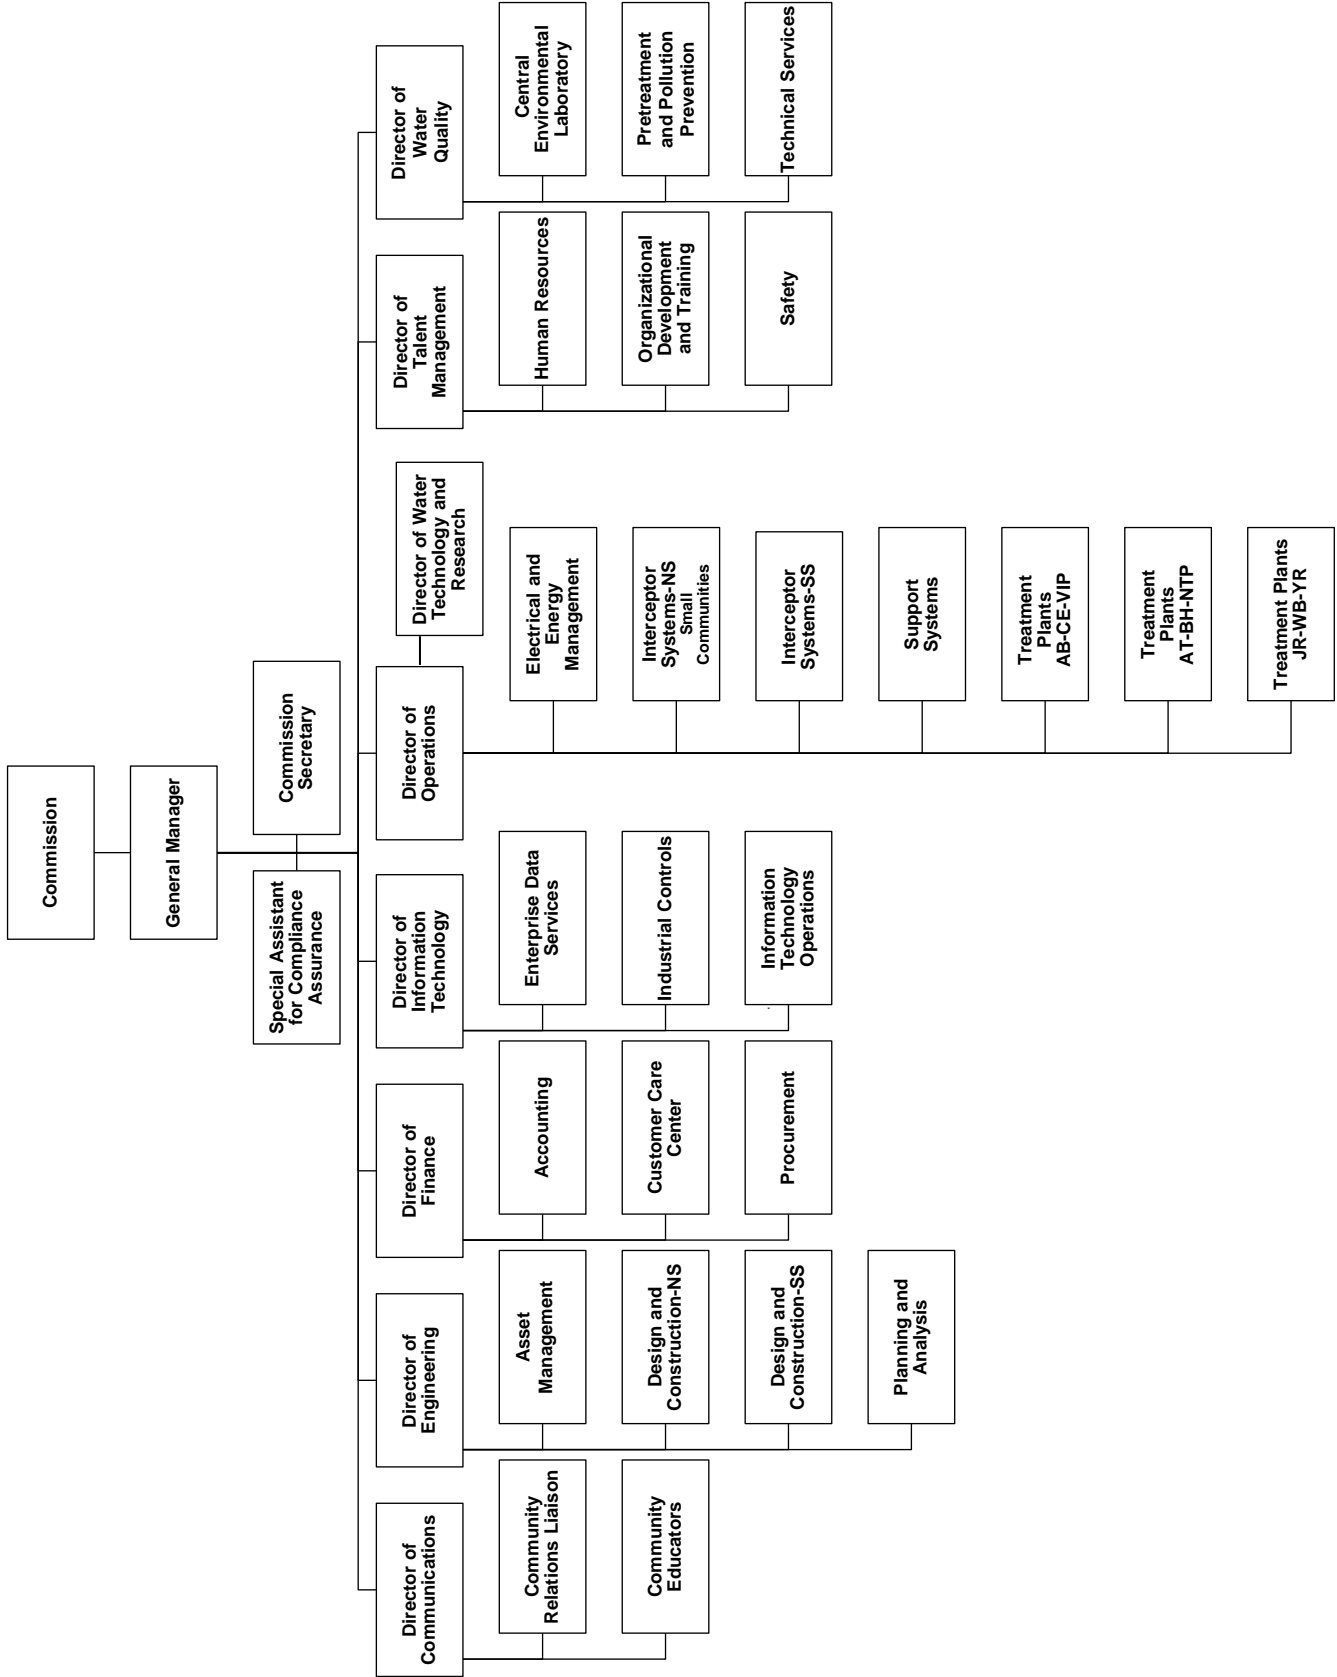 Commission
General Manager
Special Assistant
for Compliance
Assurance
Commission
Secretary
Director of
Communications
Community
Relations Liaison
Community
Educators
Director of
Engineering
Asset
Management
Design and
Construction-NS
Design and
Construction-SS
Planning and
Analysis
Director of
Finance
Accounting
Customer Care
Center
Procurement
Director of
Information
Technology
Enterprise Data
Services
Industrial Controls
Information
Technology
Operations
Director of
Operations
Director of Water
Technology and
Research
Electrical and
Energy
Management
Interceptor
Systems-NS
Small
Communities
Interceptor
Systems-SS
Support
Systems
Treatment
Plants
AB-CE-VIP
Treatment
Plants
AT-BH-NTP
Treatment Plants
JR-WB-YR
Director of
Talent
Management
Human Resources
Organizational
Development
and Training
Safety
Director of
Water
Quality
Central
Environmental
Laboratory
Pretreatment
and Pollution
Prevention
Technical Services